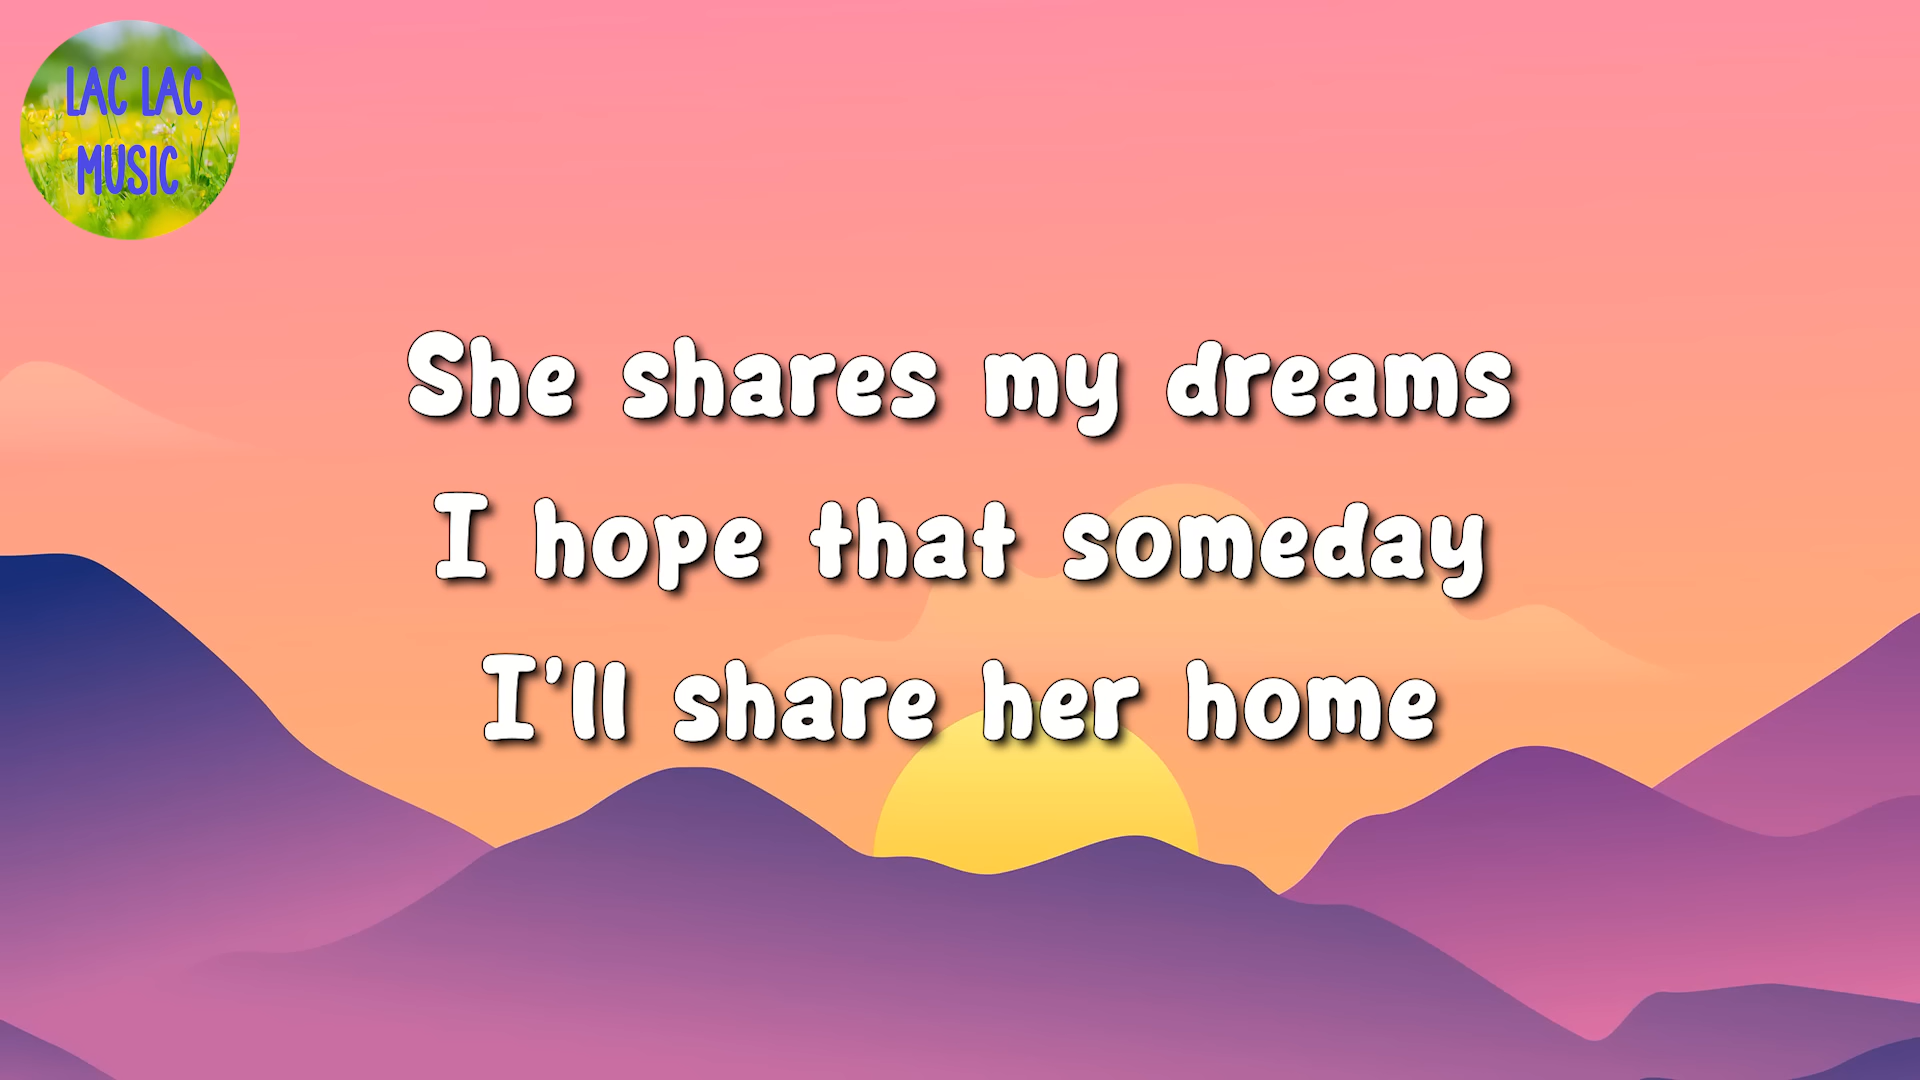 LAC LAC
MUSIC
She shares my dreams
I hope that someday
I'll share her home